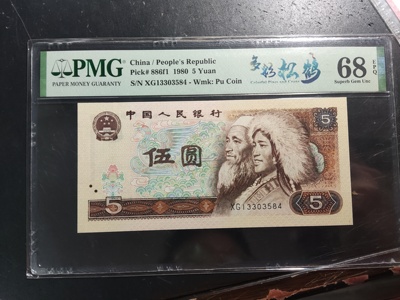 PMG
PAPER MONEY GUARANTY
China / People's Republic
Pick# 886f1 1980 5 Yuan
S/N XG13303584 - Wmk: Pu Coin
68
EPQ
Superb Gem Unc
中国人民银行
5
伍圆
5
XG13303584
5